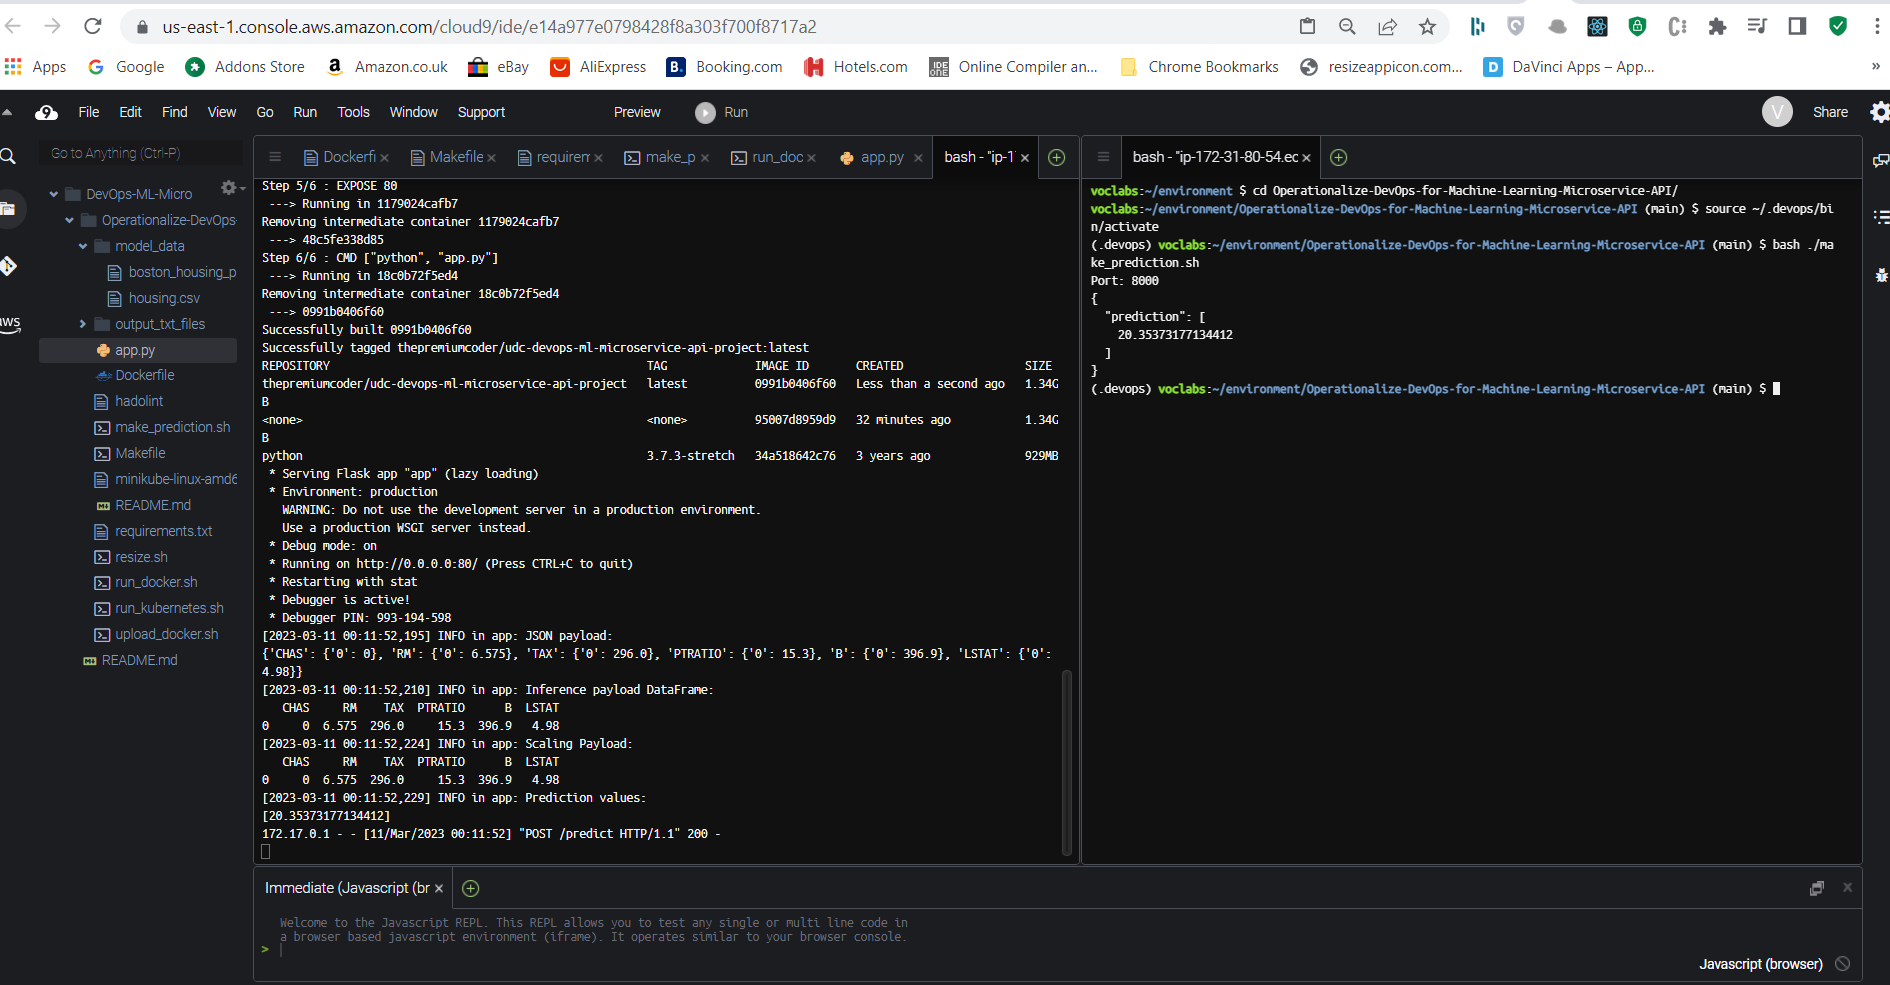 us-east-1.console.aws.amazon.com/cloud9/ide/e14a977e0798428f8a303f700f8717a2
Apps Google Addons Store Amazon.co.uk eBay AliExpress Booking.com Hotels.com Online Compiler an... Chrome Bookmarks resizeappicon.com... DaVinci Apps – App... »
File Edit Find View Go Run Tools Window Support Preview Run V Share
Go to Anything (Ctrl-P)
DevOps-ML-Micro
Operationalize-DevOps-
model_data
boston_housing_p
housing.csv
output_txt_files
app.py
Dockerfile
hadolint
make_prediction.sh
Makefile
minikube-linux-amd6
README.md
requirements.txt
resize.sh
run_docker.sh
run_kubernetes.sh
upload_docker.sh
README.md
aws
Dockerfi Makefile requirem make_p run_doc app.py bash - "ip-1
Step 5/6 : EXPOSE 80
---> Running in 1179024cafb7
Removing intermediate container 1179024cafb7
---> 48c5fe338d85
Step 6/6 : CMD ["python", "app.py"]
---> Running in 18c0b72f5ed4
Removing intermediate container 18c0b72f5ed4
---> 0991b0406f60
Successfully built 0991b0406f60
Successfully tagged thepremiumcoder/udc-devops-ml-microservice-api-project:latest
REPOSITORY TAG IMAGE ID CREATED SIZE
thepremiumcoder/udc-devops-ml-microservice-api-project latest 0991b0406f60 Less than a second ago 1.34G
B
<none> <none> 95007d8959d9 32 minutes ago 1.34G
B
python 3.7.3-stretch 34a518642c76 3 years ago 929MB
* Serving Flask app "app" (lazy loading)
* Environment: production
WARNING: Do not use the development server in a production environment.
Use a production WSGI server instead.
* Debug mode: on
* Running on http://0.0.0.0:80/ (Press CTRL+C to quit)
* Restarting with stat
* Debugger is active!
* Debugger PIN: 993-194-598
[2023-03-11 00:11:52,195] INFO in app: JSON payload:
{'CHAS': {'0': 0}, 'RM': {'0': 6.575}, 'TAX': {'0': 296.0}, 'PTRATIO': {'0': 15.3}, 'B': {'0': 396.9}, 'LSTAT': {'0':
4.98}}
[2023-03-11 00:11:52,210] INFO in app: Inference payload DataFrame:
CHAS RM TAX PTRATIO B LSTAT
0 0 6.575 296.0 15.3 396.9 4.98
[2023-03-11 00:11:52,224] INFO in app: Scaling Payload:
CHAS RM TAX PTRATIO B LSTAT
0 0 6.575 296.0 15.3 396.9 4.98
[2023-03-11 00:11:52,229] INFO in app: Prediction values:
[20.35373177134412]
172.17.0.1 - - [11/Mar/2023 00:11:52] "POST /predict HTTP/1.1" 200 -
bash - "ip-172-31-80-54.ec
voclabs:~/environment $ cd Operationalize-DevOps-for-Machine-Learning-Microservice-API/
voclabs:~/environment/Operationalize-DevOps-for-Machine-Learning-Microservice-API (main) $ source ~/.devops/bi
n/activate
(.devops) voclabs:~/environment/Operationalize-DevOps-for-Machine-Learning-Microservice-API (main) $ bash ./ma
ke_prediction.sh
Port: 8000
{
"prediction": [
20.35373177134412
]
}
(.devops) voclabs:~/environment/Operationalize-DevOps-for-Machine-Learning-Microservice-API (main) $
Immediate (Javascript (br
Welcome to the Javascript REPL. This REPL allows you to test any single or multi line code in
a browser based javascript environment (iframe). It operates similar to your browser console.
>
Javascript (browser)